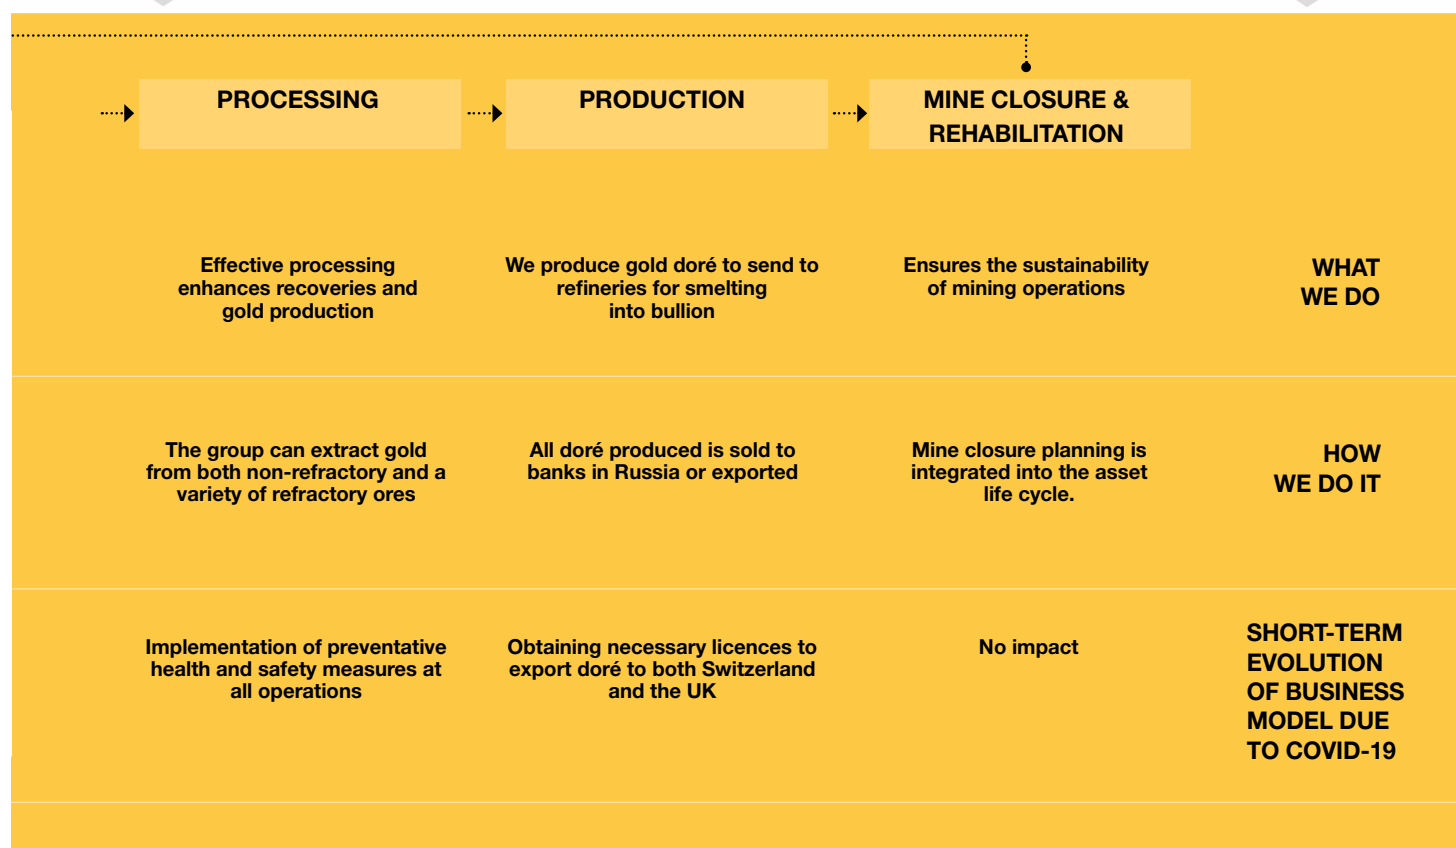 PROCESSING
PRODUCTION
MINE CLOSURE &
REHABILITATION
Effective processing
enhances recoveries and
gold production
We produce gold doré to send to
refineries for smelting
into bullion
Ensures the sustainability
of mining operations
WHAT
WE DO
The group can extract gold
from both non-refractory and a
variety of refractory ores
All doré produced is sold to
banks in Russia or exported
Mine closure planning is
integrated into the asset
life cycle.
HOW
WE DO IT
Implementation of preventative
health and safety measures at
all operations
Obtaining necessary licences to
export doré to both Switzerland
and the UK
No impact
SHORT-TERM
EVOLUTION
OF BUSINESS
MODEL DUE
TO COVID-19